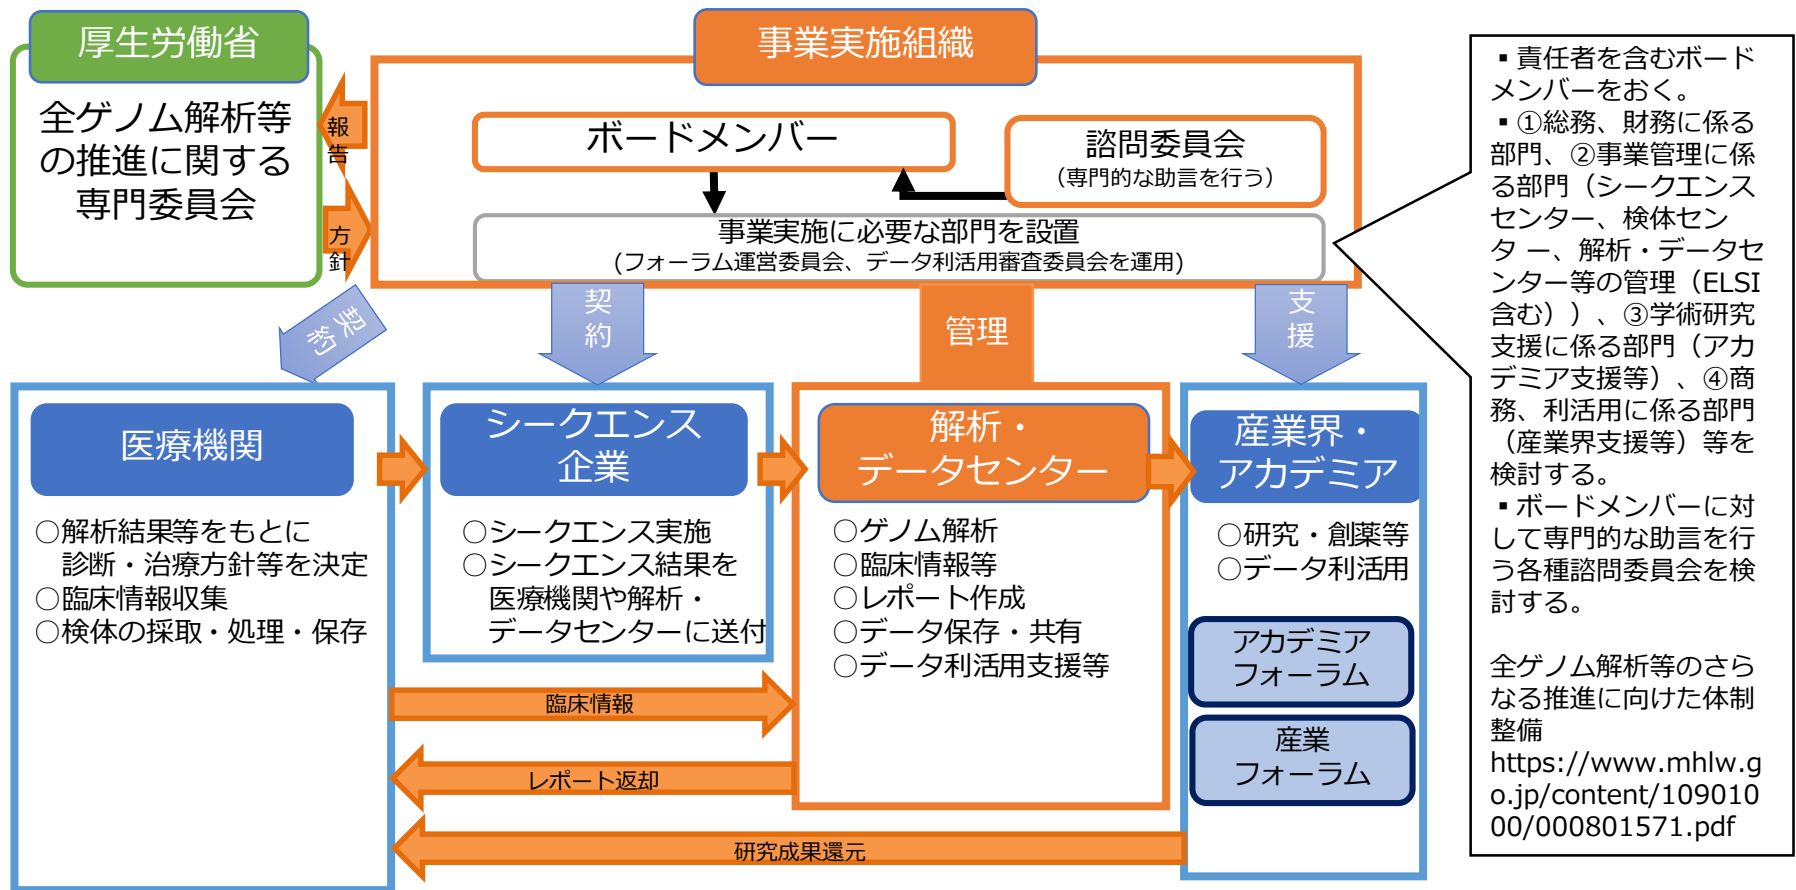 厚生労働省
全ゲノム解析等
の推進に関する
専門委員会
報
告
方
針
事業実施組織
ボードメンバー
諮問委員会
（専門的な助言を行う）
事業実施に必要な部門を設置
(フォーラム運営委員会、データ利活用審査委員会を運用)
契約
契
約
管理
支
援
医療機関
○解析結果等をもとに
診断・治療方針等を決定
○臨床情報収集
○検体の採取・処理・保存
シークエンス
企業
○シークエンス実施
○シークエンス結果を
医療機関や解析・
データセンターに送付
解析・
データセンター
○ゲノム解析
○臨床情報等
○レポート作成
○データ保存・共有
○データ利活用支援等
産業界・
アカデミア
○研究・創薬等
○データ利活用
アカデミア
フォーラム
産業
フォーラム
臨床情報
レポート返却
研究成果還元
▪責任者を含むボード
メンバーをおく。
▪①総務、財務に係る
部門、②事業管理に係
る部門（シークエンス
センター、検体セン
タ ー、解析・データセ
ンター等の管理（ELSI
含む））、③学術研究
支援に係る部門（アカ
デミア支援等）、④商
務、利活用に係る部門
（産業界支援等）等を
検討する。
▪ボードメンバーに対
して専門的な助言を行
う各種諮問委員会を検
討する。
全ゲノム解析等のさら
なる推進に向けた体制
整備
https://www.mhlw.g
o.jp/content/109010
00/000801571.pdf